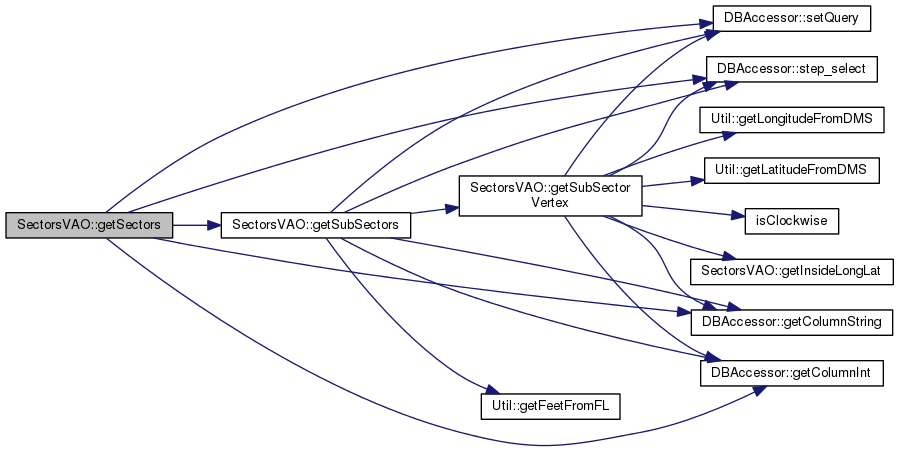 DBAccessor::setQuery
DBAccessor::step_select
Util::getLongitudeFromDMS
Util::getLatitudeFromDMS
SectorsVAO::getSubSector
Vertex
SectorsVAO::getSectors
SectorsVAO::getSubSectors
isClockwise
SectorsVAO::getInsideLongLat
DBAccessor::getColumnString
DBAccessor::getColumnInt
Util::getFeetFromFL